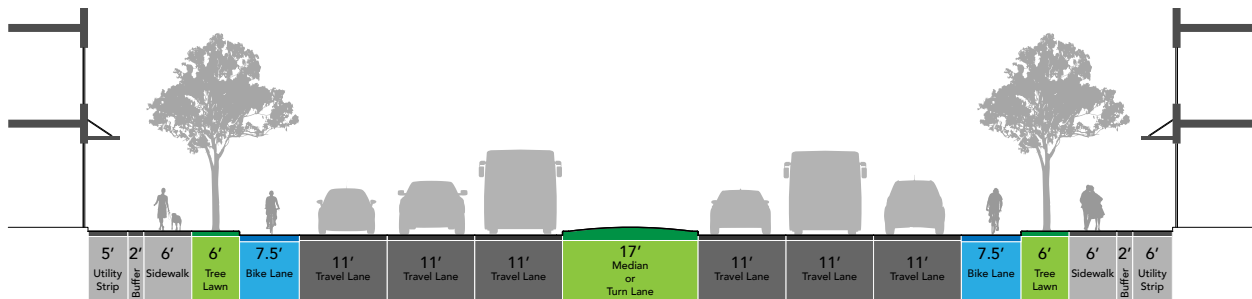 5’
Utility
Strip
2’
Buffer
6’
Sidewalk
6’
Tree
Lawn
7.5’
Bike Lane
11’
Travel Lane
11’
Travel Lane
11’
Travel Lane
17’
Median
or
Turn Lane
11’
Travel Lane
11’
Travel Lane
11’
Travel Lane
7.5’
Bike Lane
6’
Tree
Lawn
6’
Sidewalk
2’
Buffer
6’
Utility
Strip